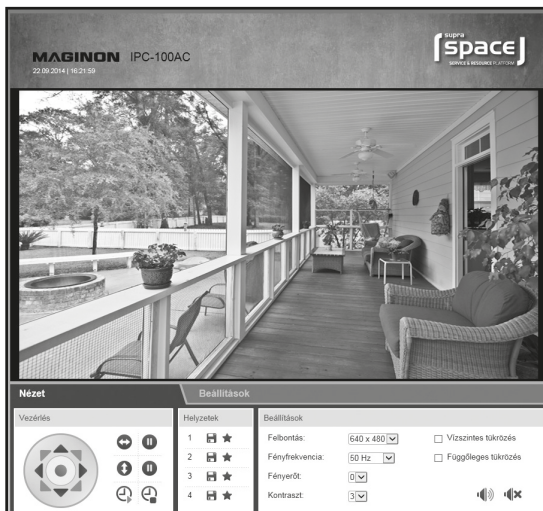 MAGINON IPC-100AC
22.09.2014 | 16:21:59
supra
space
SERVICE & RESOURCE PLATFORM
Nézet Beállítások
Vezérlés Helyzetek Beállítások
1 Felbontás: 640 x 480 Vízszintes tükrözés
2 Fényfrekvencia: 50 Hz Függőleges tükrözés
3 Fényerőt: 0
4 Kontraszt: 3